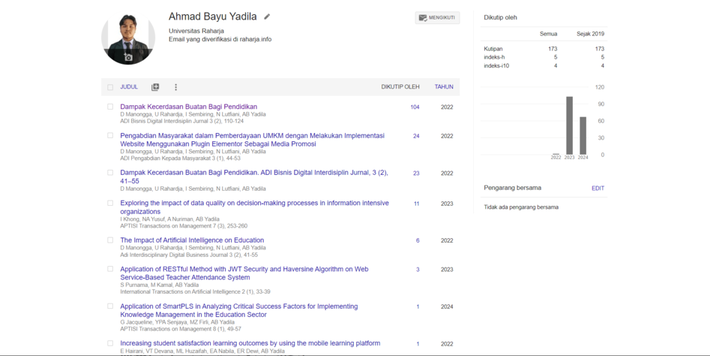 Ahmad Bayu Yadila
MENGIKUTI
Universitas Raharja
Email yang diverifikasi di raharja.info
JUDUL DIKUTIP OLEH TAHUN
Dampak Kecerdasan Buatan Bagi Pendidikan 104 2022
D Manongga, U Rahardja, I Sembiring, N Lutfiani, AB Yadila
ADI Bisnis Digital Interdisiplin Jurnal 3 (2), 110-124
Pengabdian Masyarakat dalam Pemberdayaan UMKM dengan Melakukan Implementasi 24 2022
Website Menggunakan Plugin Elementor Sebagai Media Promosi
D Manongga, U Rahardja, I Sembiring, N Lutfiani, AB Yadila
ADI Pengabdian Kepada Masyarakat 3 (1), 44-53
Dampak Kecerdasan Buatan Bagi Pendidikan. ADI Bisnis Digital Interdisiplin Jurnal, 3 (2), 23 2022
41–55
D Manongga, U Rahardja, I Sembiring, N Lutfiani, AB Yadila
Exploring the impact of data quality on decision-making processes in information intensive 11 2023
organizations
I Khong, NA Yusuf, A Nuriman, AB Yadila
APTISI Transactions on Management 7 (3), 253-260
The Impact of Artificial Intelligence on Education 6 2022
D Manongga, U Rahardja, I Sembiring, N Lutfiani, AB Yadila
Adi Interdisciplinary Digital Business Journal 3 (2), 41-55
Application of RESTful Method with JWT Security and Haversine Algorithm on Web 3 2023
Service-Based Teacher Attendance System
S Purnama, M Kamal, AB Yadila
International Transactions on Artificial Intelligence 2 (1), 33-39
Application of SmartPLS in Analyzing Critical Success Factors for Implementing 1 2024
Knowledge Management in the Education Sector
G Jacqueline, YPA Senjaya, MZ Firli, AB Yadila
APTISI Transactions on Management 8 (1), 49-57
Increasing student satisfaction learning outcomes by using the mobile learning platform 1 2022
E Hairani, VT Devana, ML Huzaifah, EA Nabila, ER Dewi, AB Yadila
Dikutip oleh
Semua Sejak 2019
Kutipan 173 173
indeks-h 5 5
indeks-i10 4 4
120
90
60
30
0
2022 2023 2024
Pengarang bersama EDIT
Tidak ada pengarang bersama